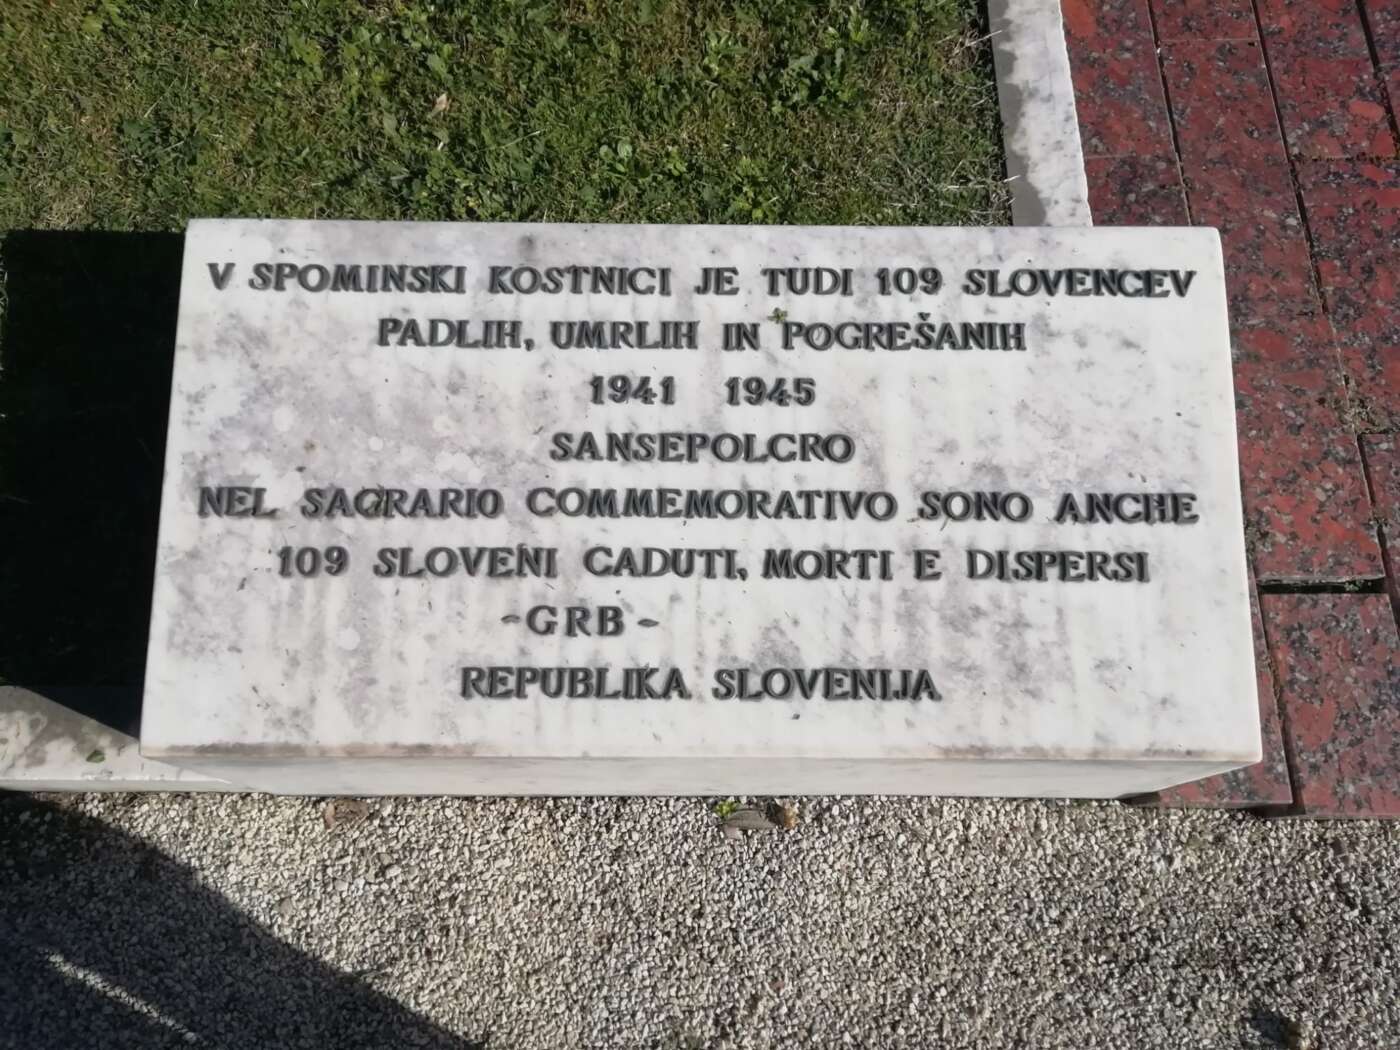 V SPOMINSKI KOSTNICI JE TUDI 109 SLOVENCEV
PADLIH, UMRLIH IN POGREŠANIH
1941 1945
SANSEPOLCRO
NEL SAGRARIO COMMEMORATIVO SONO ANCHE
109 SLOVENI CADUTI, MORTI E DISPERSI
-GRB-
REPUBLIKA SLOVENIJA